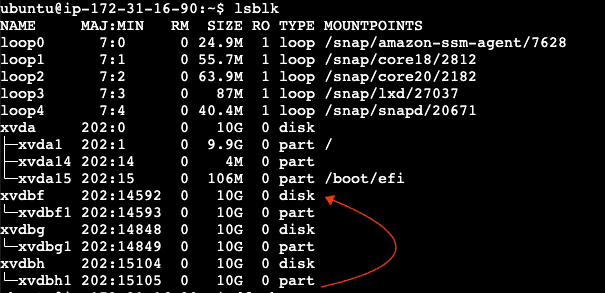 ubuntu@ip-172-31-16-90:~$ lsblk
NAME MAJ:MIN RM SIZE RO TYPE MOUNTPOINTS
loop0 7:0 0 24.9M 1 loop /snap/amazon-ssm-agent/7628
loop1 7:1 0 55.7M 1 loop /snap/core18/2812
loop2 7:2 0 63.9M 1 loop /snap/core20/2182
loop3 7:3 0 87M 1 loop /snap/lxd/27037
loop4 7:4 0 40.4M 1 loop /snap/snapd/20671
xvda 202:0 0 10G 0 disk
├─xvda1 202:1 0 9.9G 0 part /
├─xvda14 202:14 0 4M 0 part
└─xvda15 202:15 0 106M 0 part /boot/efi
xvdbf 202:14592 0 10G 0 disk
└─xvdbf1 202:14593 0 10G 0 part
xvdbg 202:14848 0 10G 0 disk
└─xvdbg1 202:14849 0 10G 0 part
xvdbh 202:15104 0 10G 0 disk
└─xvdbh1 202:15105 0 10G 0 part